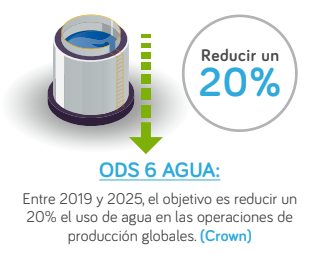 Reducir un
20%
ODS 6 AGUA:
Entre 2019 y 2025, el objetivo es reducir un
20% el uso de agua en las operaciones de
producción globales. (Crown)